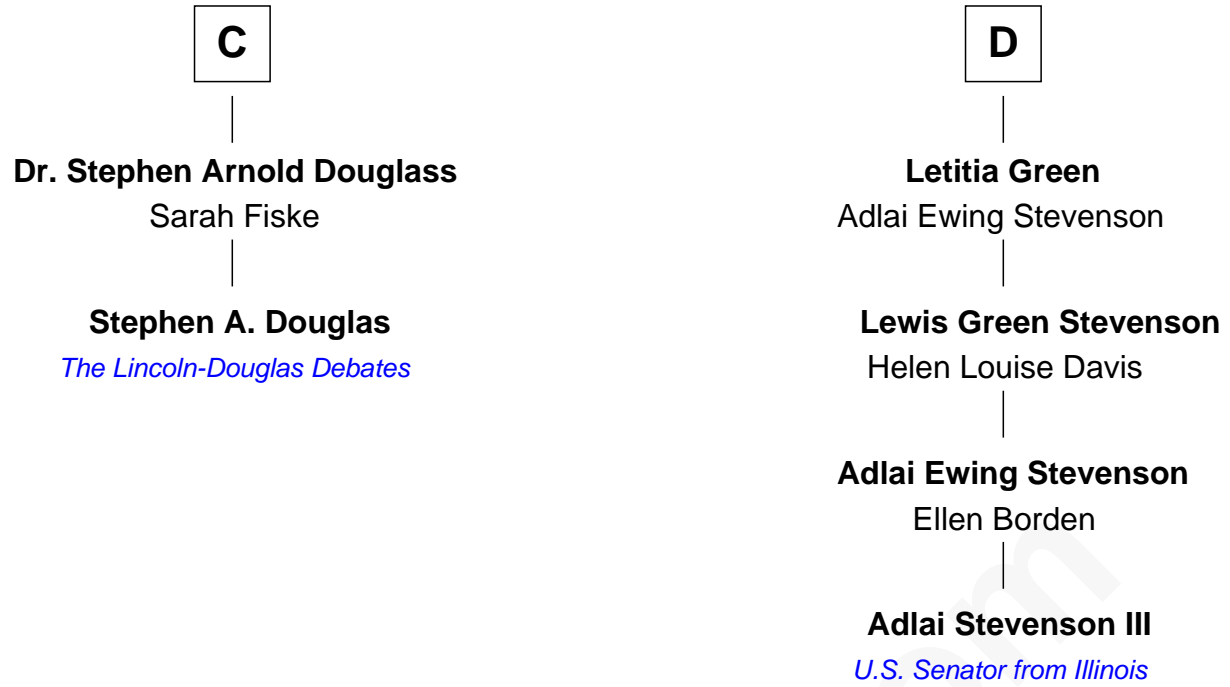 C
Dr. Stephen Arnold Douglass
Sarah Fiske
Stephen A. Douglas
The Lincoln-Douglas Debates
D
Letitia Green
Adlai Ewing Stevenson
Lewis Green Stevenson
Helen Louise Davis
Adlai Ewing Stevenson
Ellen Borden
Adlai Stevenson III
U.S. Senator from Illinois